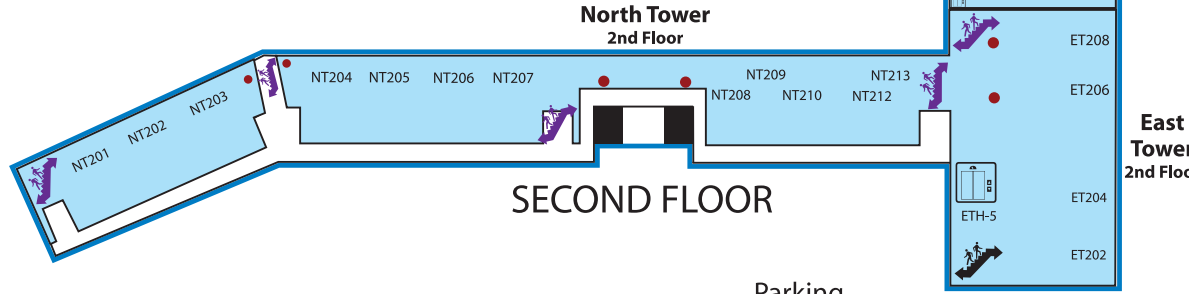 North Tower
2nd Floor
ET208
NT204 NT205 NT206 NT207 NT209 NT213
ET206
NT203
NT208 NT210 NT212
NT202
NT201
East
Tower
2nd Floo
SECOND FLOOR
ET204
ETH-5
ET202
Parking